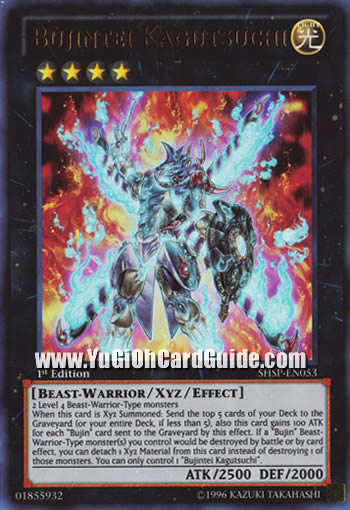 Bujintei Kagutsuchi
LIGHT
光
www.YuGiOhCardGuide.com
1st Edition
SHSP-EN053
[Beast-Warrior/Xyz/Effect]
2 Level 4 Beast-Warrior-Type monsters
When this card is Xyz Summoned: Send the top 5 cards of your Deck to the
Graveyard (or your entire Deck, if less than 5), also this card gains 100 ATK
for each "Bujin" card sent to the Graveyard by this effect. If a "Bujin" Beast-
Warrior-Type monster(s) you control would be destroyed by battle or by card
effect, you can detach 1 Xyz Material from this card instead of destroying 1 of
those monsters. You can only control 1 "Bujintei Kagutsuchi".
ATK/2500 DEF/2000
01855932
©1996 KAZUKI TAKAHASHI